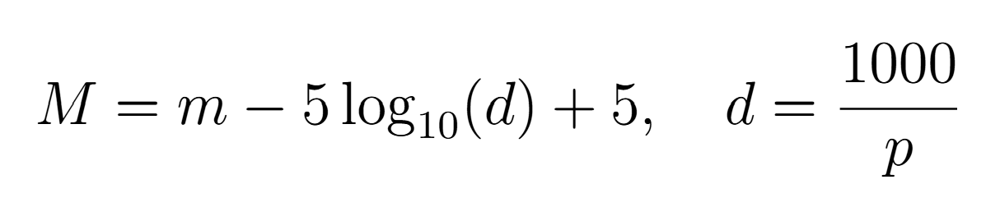 M = m − 5 log₁₀(d) + 5, d = 1000/p